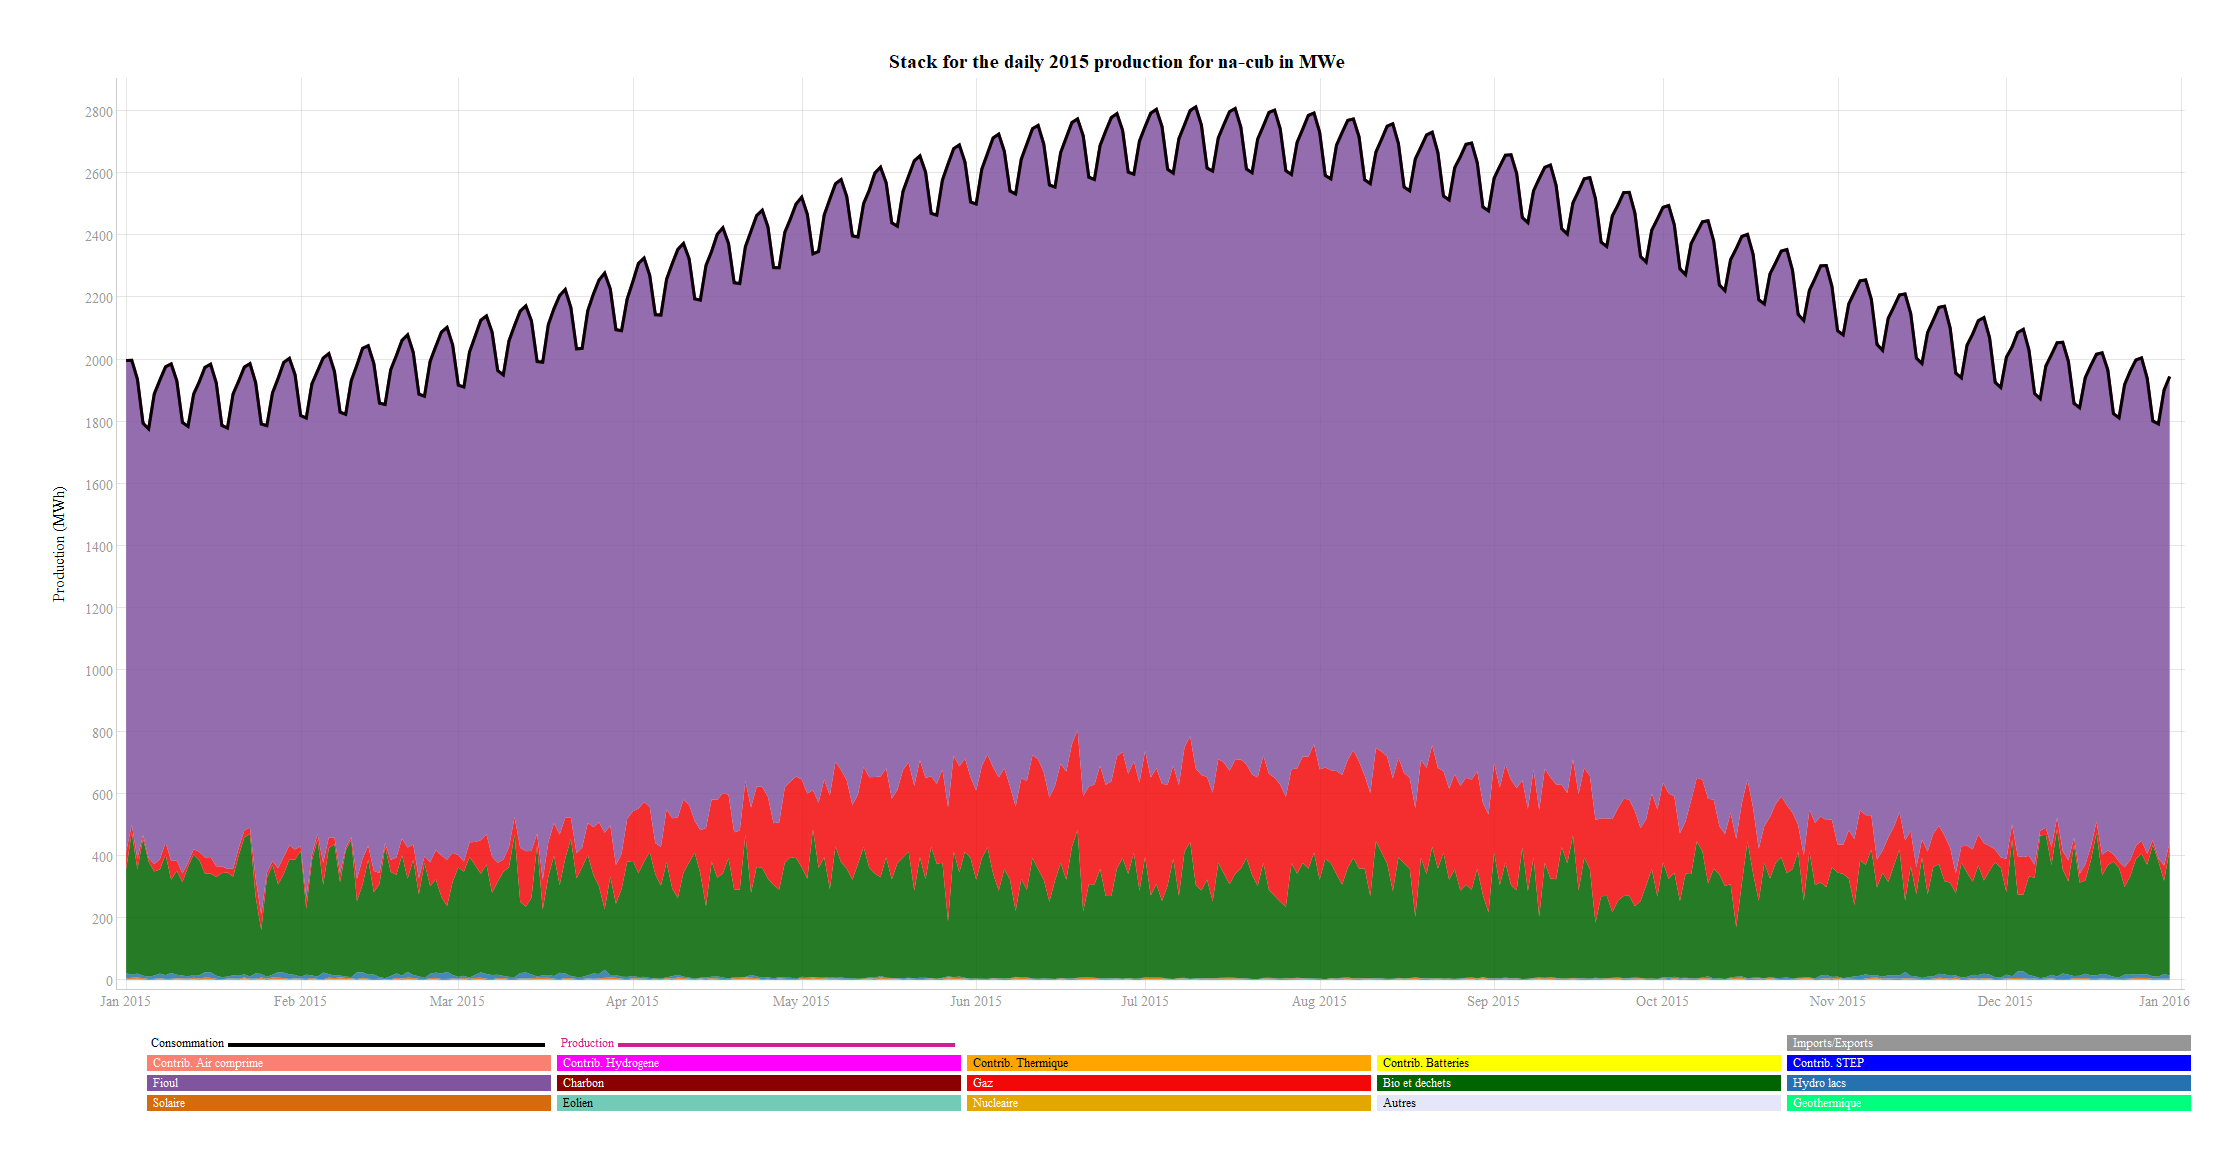 Stack for the daily 2015 production for na-cub in MWe
2800
2600
2400
2200
2000
1800
1600
1400
1200
1000
800
600
400
200
0
Production (MWh)
Jan 2015 Feb 2015 Mar 2015 Apr 2015 May 2015 Jun 2015 Jul 2015 Aug 2015 Sep 2015 Oct 2015 Nov 2015 Dec 2015 Jan 2016
Consommation Production Imports/Exports
Contrib. Air comprime Contrib. Hydrogene Contrib. Thermique Contrib. Batteries Contrib. STEP
Fioul Charbon Gaz Bio et dechets Hydro lacs
Solaire Eolien Nucleaire Autres Geothermique